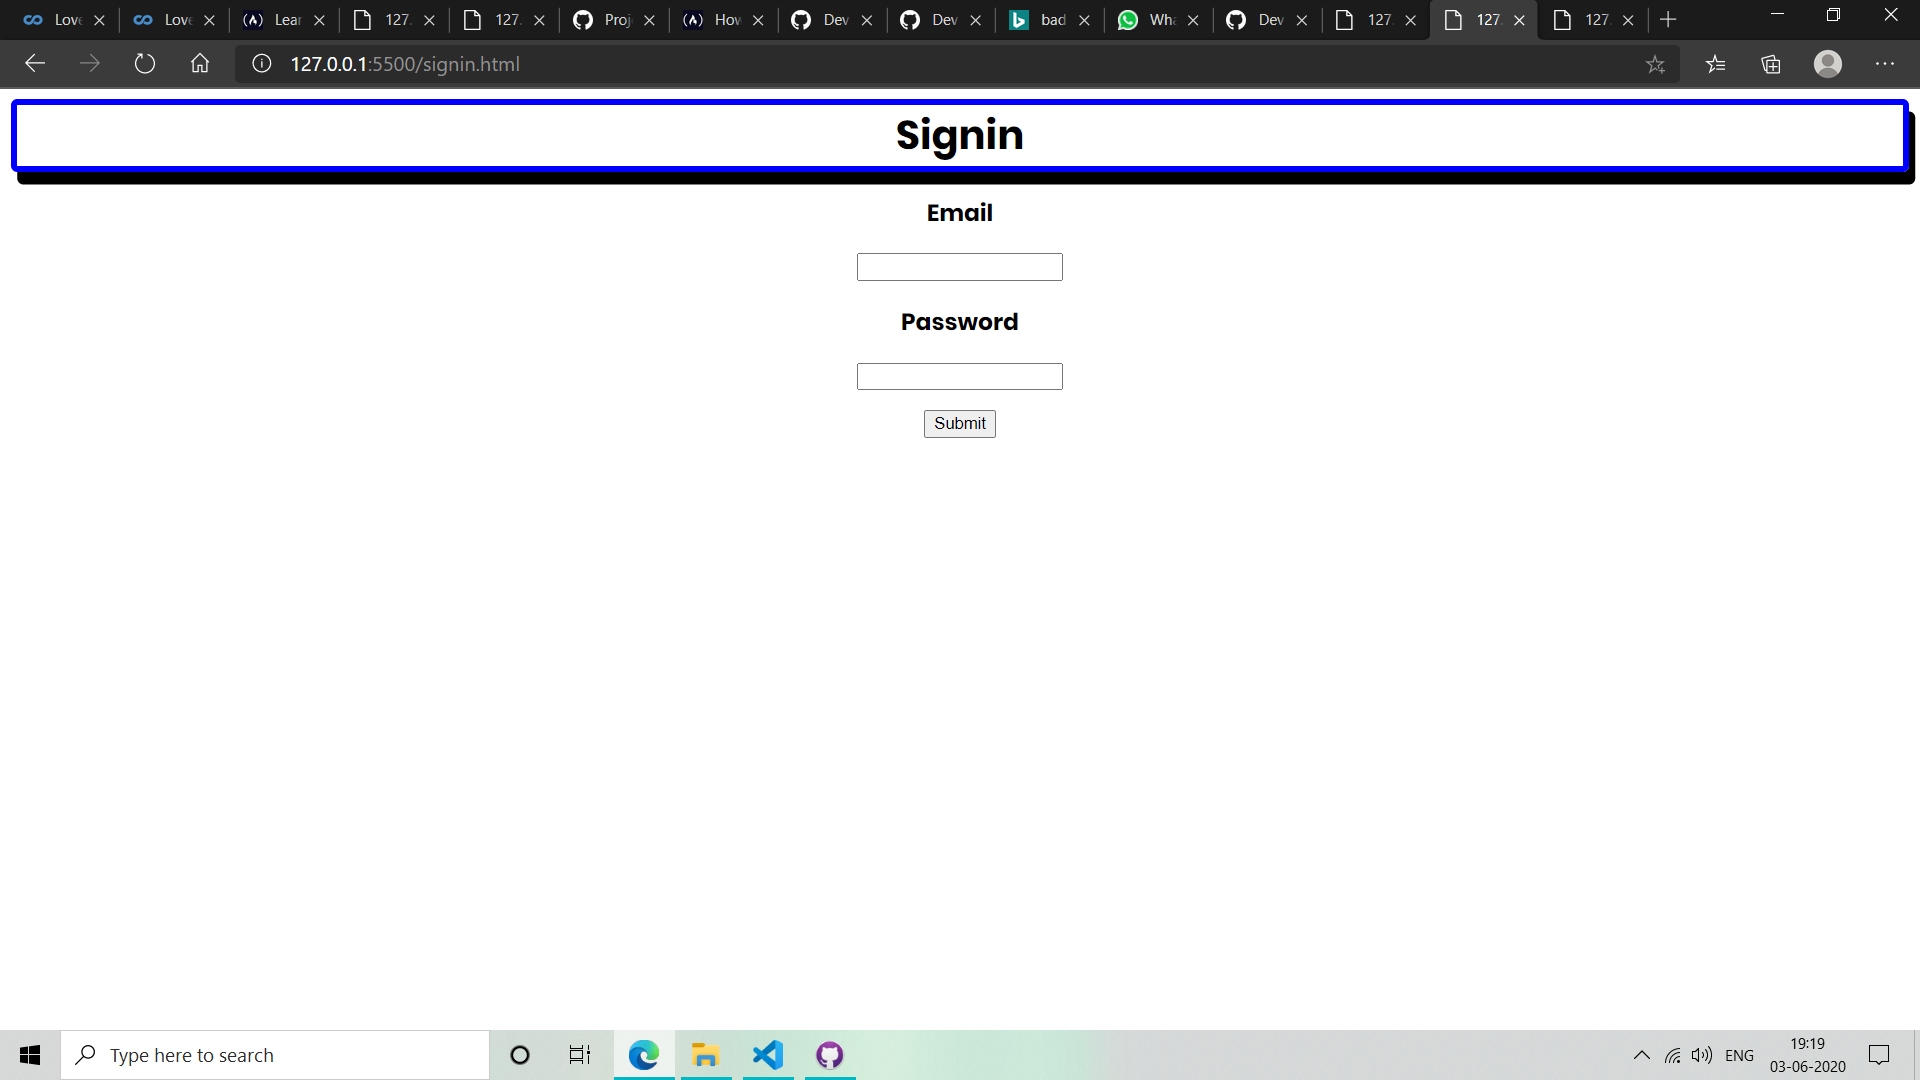 Love Love Lear 127. 127. Proj How Dev Dev bad Wha Dev 127. 127. 127.
127.0.0.1:5500/signin.html
Signin
Email
Password
Submit
Type here to search
ENG
19:19
03-06-2020